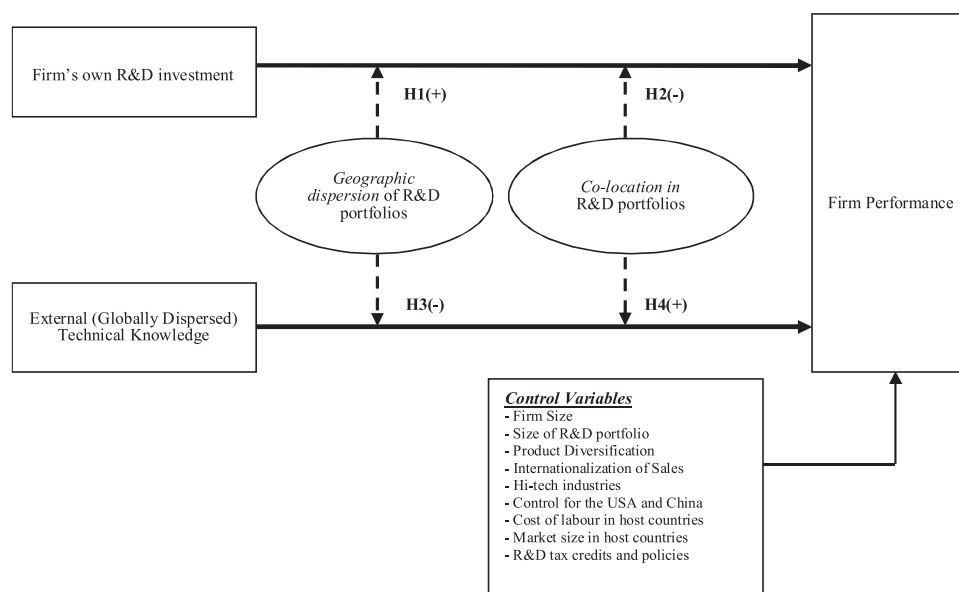 Firm's own R&D investment
H1(+)
H2(-)
Geographic
dispersion of R&D
portfolios
Co-location in
R&D portfolios
Firm Performance
H3(-)
H4(+)
External (Globally Dispersed)
Technical Knowledge
Control Variables
- Firm Size
- Size of R&D portfolio
- Product Diversification
- Internationalization of Sales
- Hi-tech industries
- Control for the USA and China
- Cost of labour in host countries
- Market size in host countries
- R&D tax credits and policies